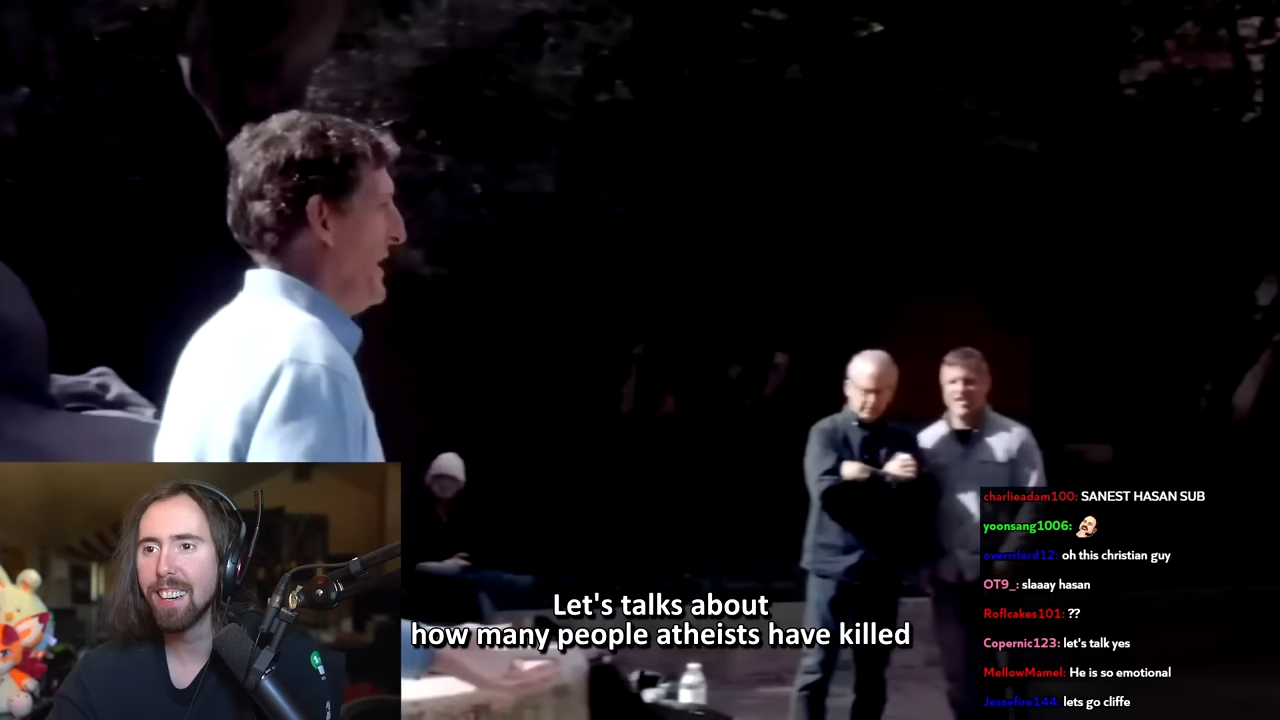 Let's talks about
how many people atheists have killed
charlieadam100: SANEST HASAN SUB
yoonsang1006:
overrrlord12: oh this christian guy
OT9_: slaaay hasan
Roflcakes101: ??
Copernic123: let's talk yes
MellowMamel: He is so emotional
Jessefire144: lets go cliffe